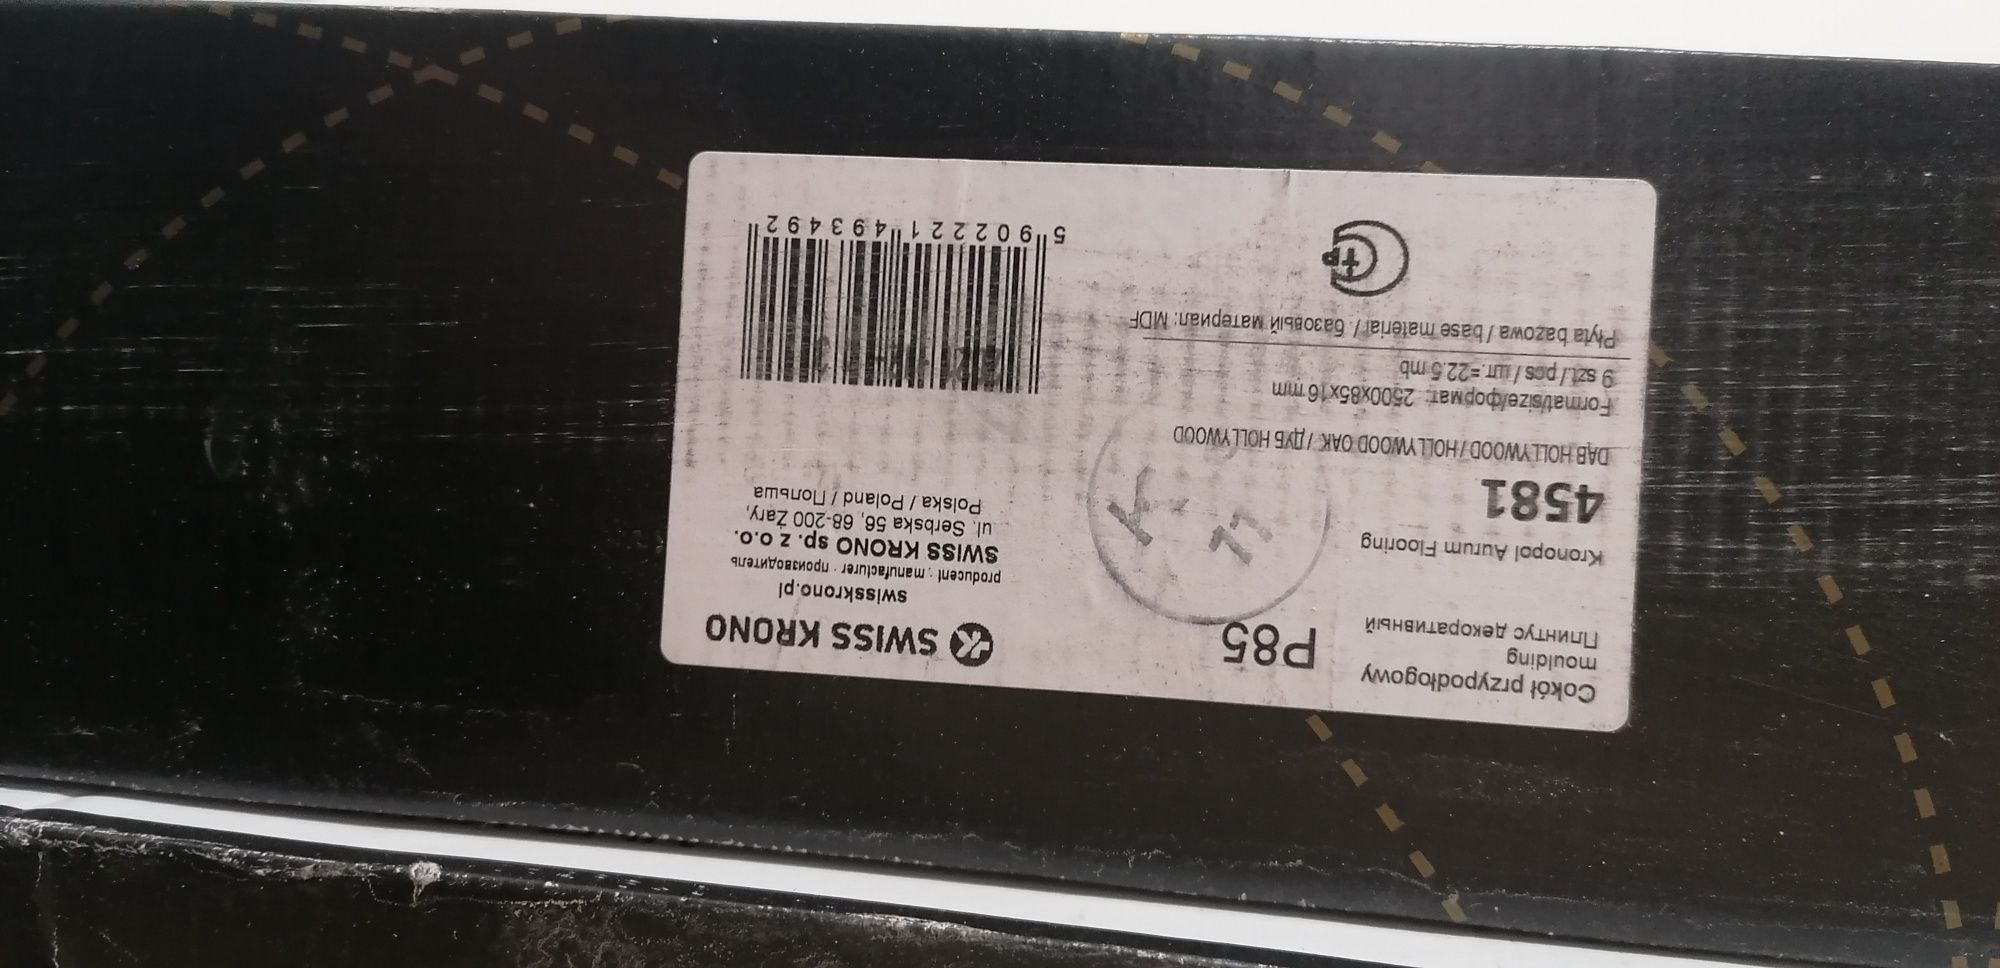 Cokół przypodłogowy
moulding
Плинтус декоративный
P85
Kronopol Aurum Flooring
4581
DĄB HOLLYWOOD / HOLLYWOOD OAK / ДУБ HOLLYWOOD
Format/size/формат: 2500x85x16 mm
9 szt./ pcs / шт. =22.5 mb
Płyta bazowa / base material / базовый материал: MDF
SWISS KRONO
swisskrono.pl
producent . manufacturer . производитель
SWISS KRONO sp. z o.o.
ul. Serbska 56, 68-200 Żary,
Polska / Poland / Польша
5 902221 493492
K
11